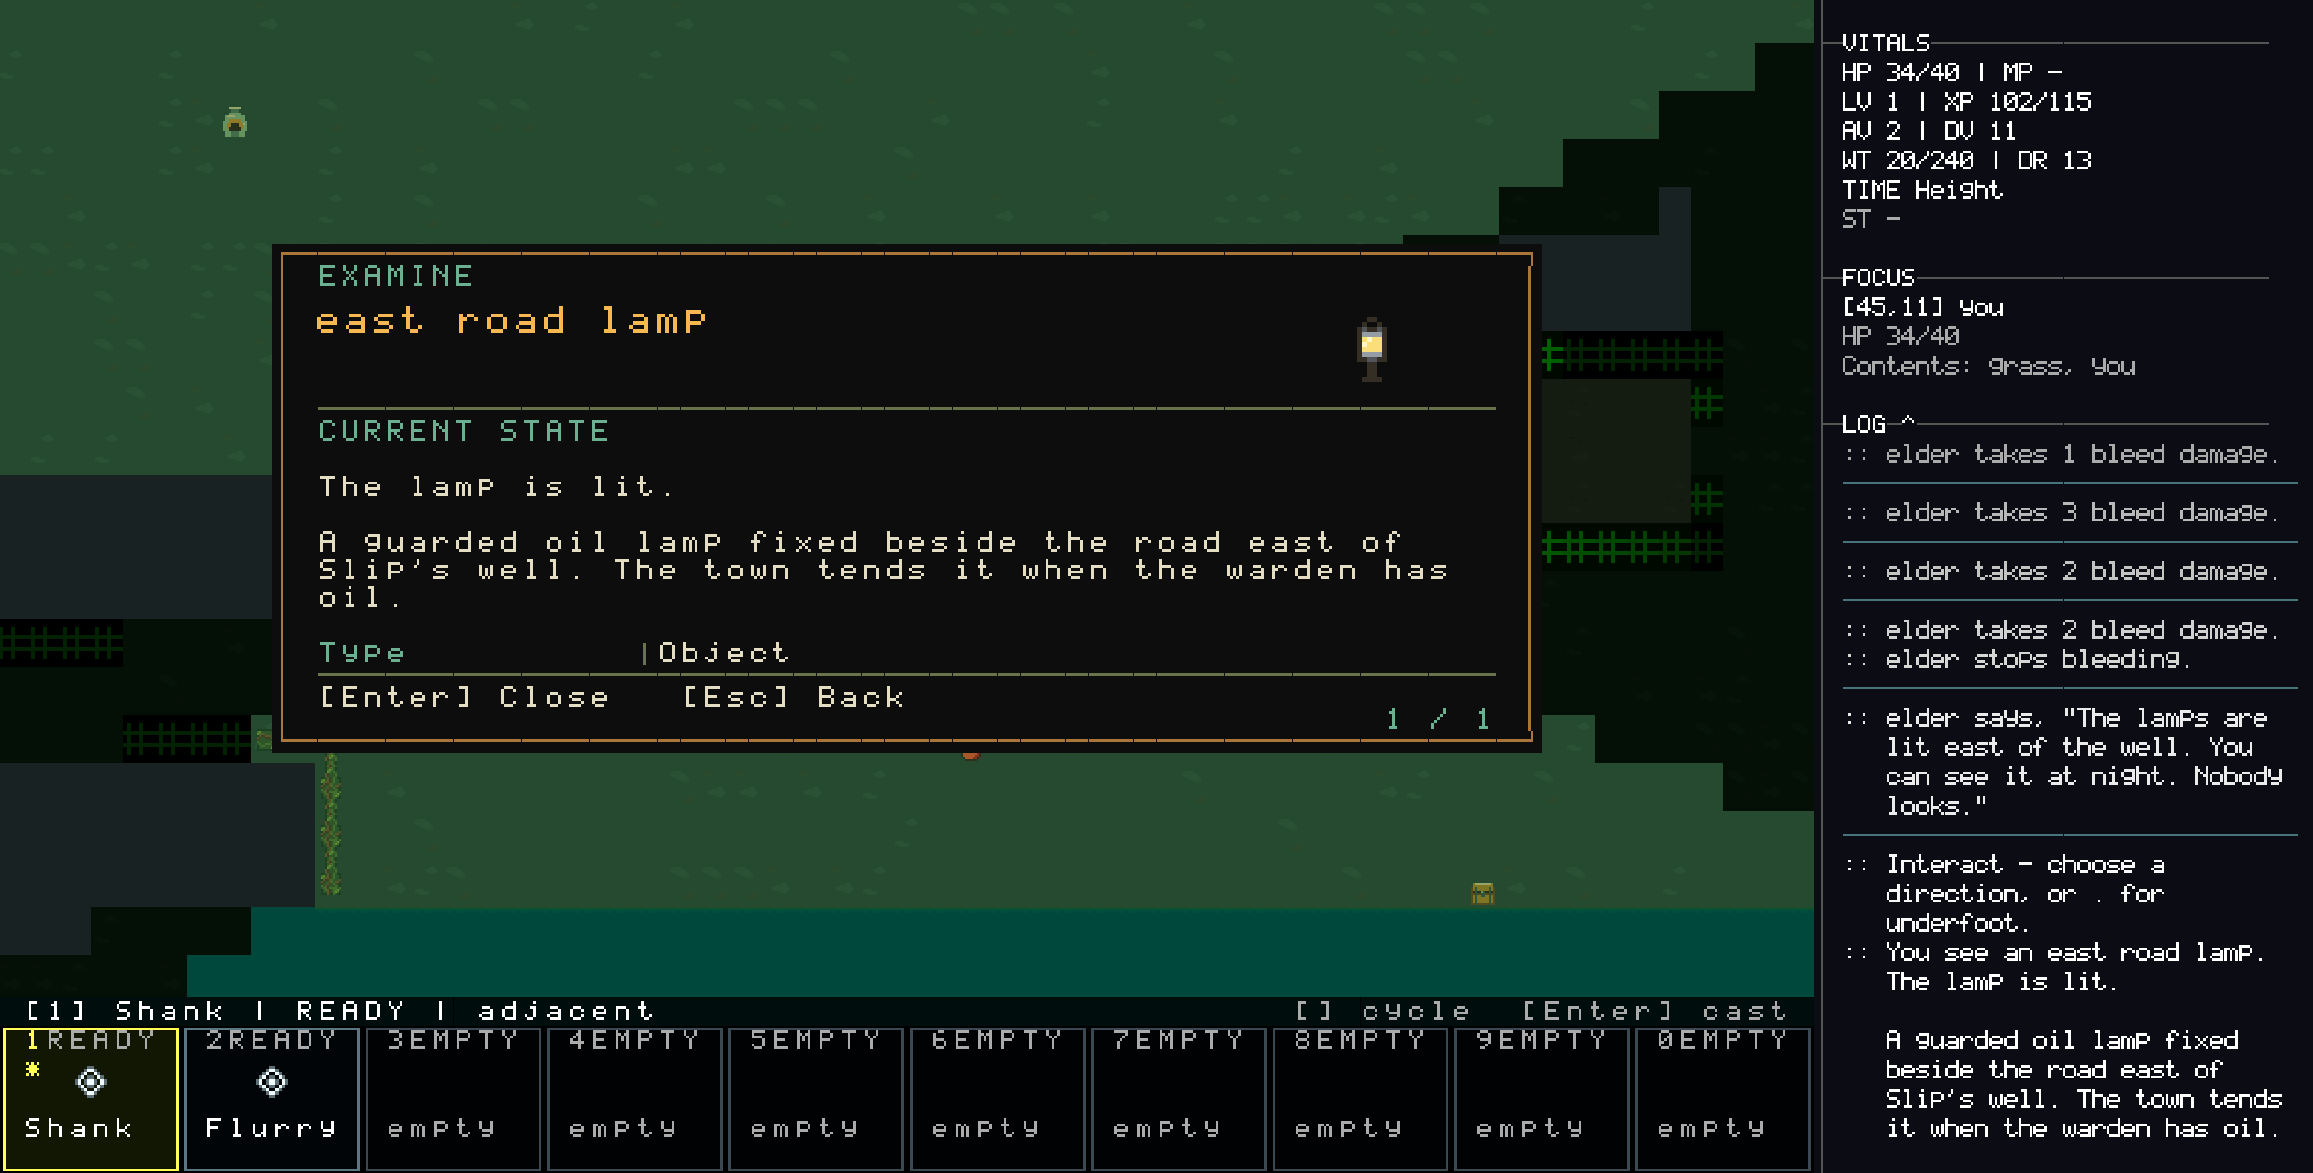 EXAMINE
east road lamp
CURRENT STATE
The lamp is lit.
A guarded oil lamp fixed beside the road east of
Slip's well. The town tends it when the warden has
oil.
Type |Object
[Enter] Close [Esc] Back
1 / 1
[1] Shank | READY | adjacent
[] cycle [Enter] cast
1READY
Shank
2READY
Flurry
3EMPTY
empty
4EMPTY
empty
5EMPTY
empty
6EMPTY
empty
7EMPTY
empty
8EMPTY
empty
9EMPTY
empty
0EMPTY
empty
VITALS
HP 34/40 | MP -
LV 1 | XP 102/115
AV 2 | DV 11
WT 20/240 | DR 13
TIME Height
ST -
FOCUS
[45,11] You
HP 34/40
Contents: grass, You
LOG ^
:: elder takes 1 bleed damage.
:: elder takes 3 bleed damage.
:: elder takes 2 bleed damage.
:: elder takes 2 bleed damage.
:: elder stops bleeding.
:: elder says, "The lamps are
lit east of the well. You
can see it at night. Nobody
looks."
:: Interact - choose a
direction, or . for
underfoot.
:: You see an east road lamp.
The lamp is lit.
A guarded oil lamp fixed
beside the road east of
Slip's well. The town tends
it when the warden has oil.